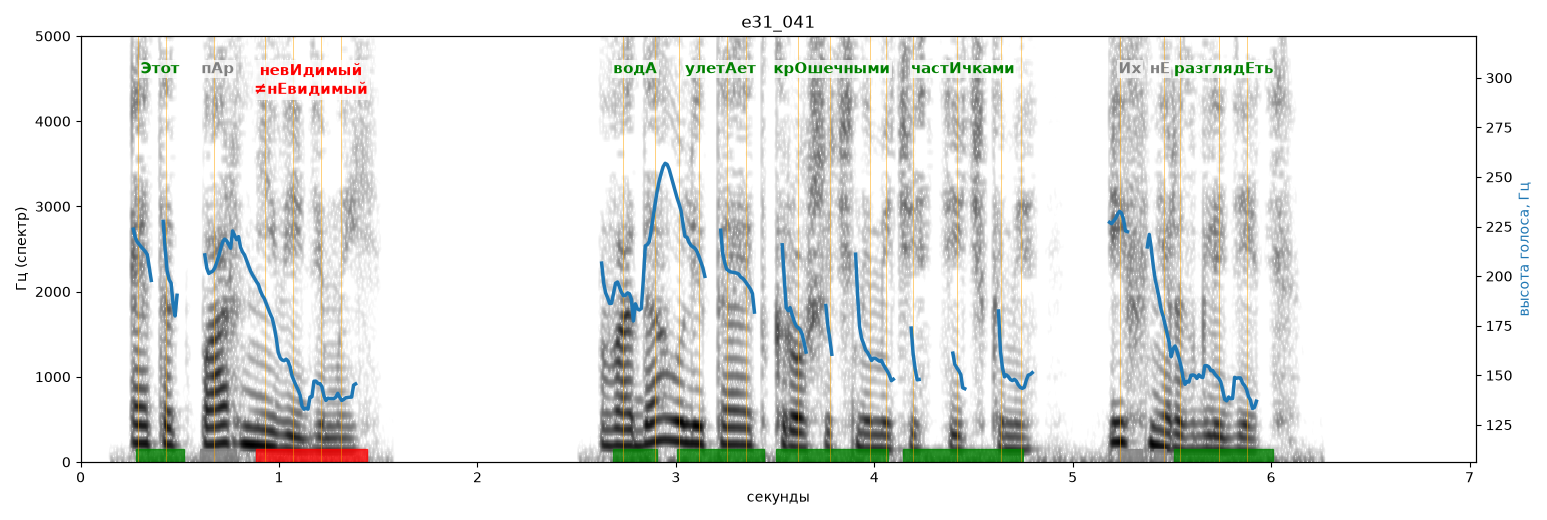 e31_041
Этот пАр невИдимый
≠нЕвидимый
водА улетАет крОшечными частИчками
Их нЕ разглядЕть
5000
4000
3000
2000
1000
0
Гц (спектр)
300
275
250
225
200
175
150
125
высота голоса, Гц
0 1 2 3 4 5 6 7
секунды